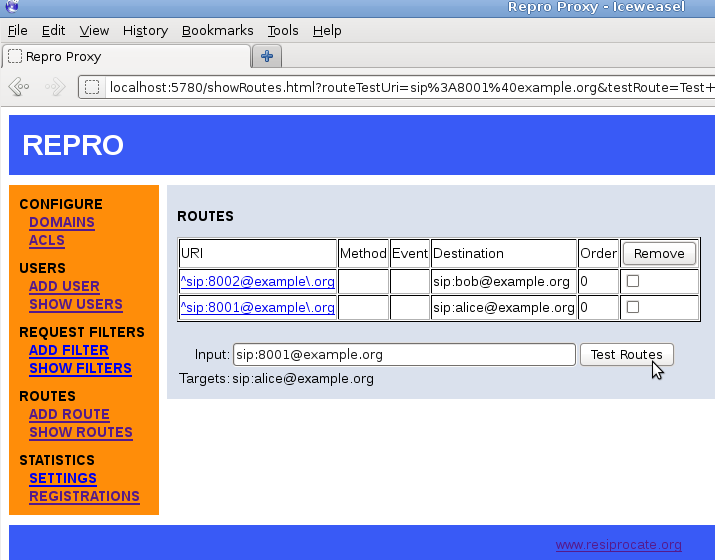 Repro Proxy - Iceweasel
File Edit View History Bookmarks Tools Help
Repro Proxy
localhost:5780/showRoutes.html?routeTestUri=sip%3A8001%40example.org&testRoute=Test+
REPRO
CONFIGURE
DOMAINS
ACLS
USERS
ADD USER
SHOW USERS
REQUEST FILTERS
ADD FILTER
SHOW FILTERS
ROUTES
ADD ROUTE
SHOW ROUTES
STATISTICS
SETTINGS
REGISTRATIONS
ROUTES
URI Method Event Destination Order Remove
^sip:8002@example\.org sip:bob@example.org 0
^sip:8001@example\.org sip:alice@example.org 0
Input: sip:8001@example.org Test Routes
Targets: sip:alice@example.org
www.resiprocate.org